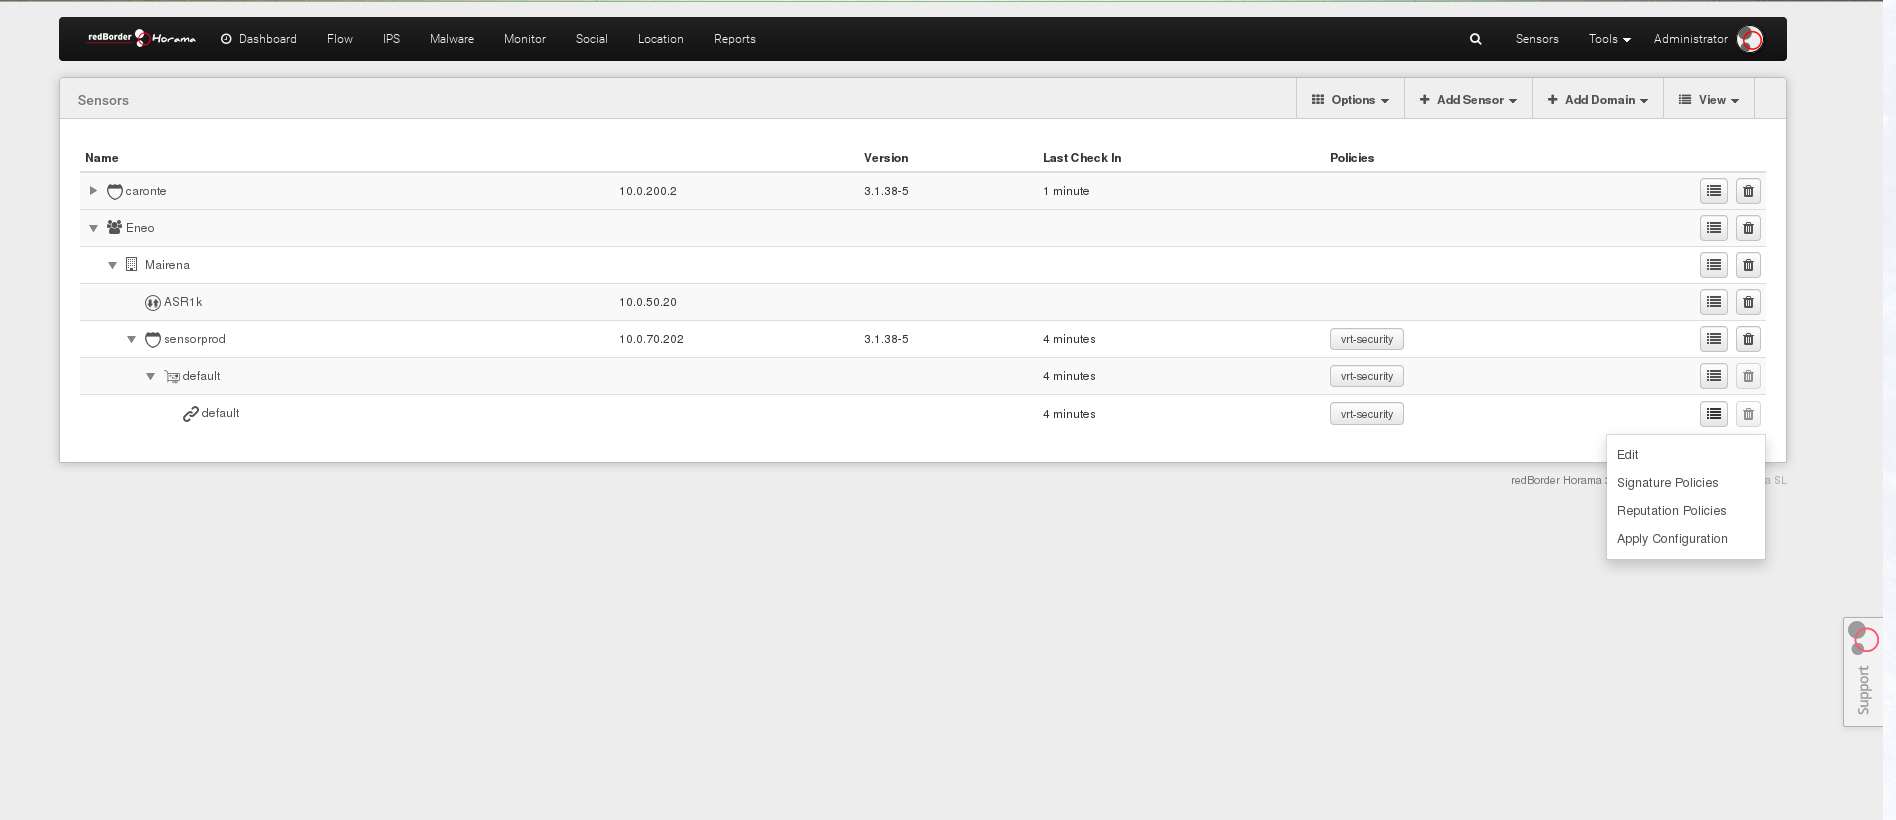 redBorder Horama Dashboard Flow IPS Malware Monitor Social Location Reports Sensors Tools Administrator
Sensors Options Add Sensor Add Domain View
Name Version Last Check In Policies
caronte 10.0.200.2 3.1.38-5 1 minute
Eneo
Mairena
ASR1k 10.0.50.20
sensorprod 10.0.70.202 3.1.38-5 4 minutes vrt-security
default 4 minutes vrt-security
default 4 minutes vrt-security
Edit
redBorder Horama SL
Signature Policies
Reputation Policies
Apply Configuration
Support